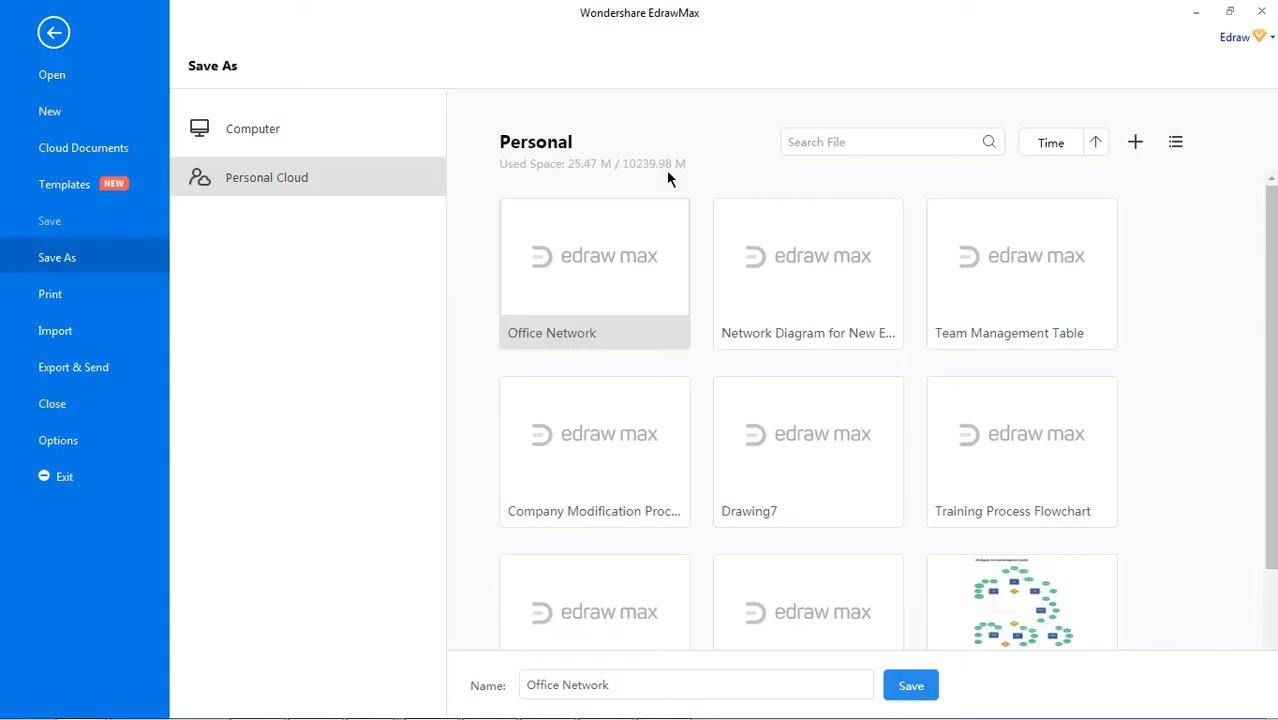 Wondershare EdrawMax
Edraw
Open
New
Cloud Documents
Templates NEW
Save
Save As
Print
Import
Export & Send
Close
Options
Exit
Save As
Computer
Personal Cloud
Personal
Used Space: 25.47 M / 10239.98 M
Search File
Time
edraw max
edraw max
edraw max
Office Network
Network Diagram for New E...
Team Management Table
edraw max
edraw max
edraw max
Company Modification Proc...
Drawing7
Training Process Flowchart
edraw max
edraw max
Name:
Office Network
Save